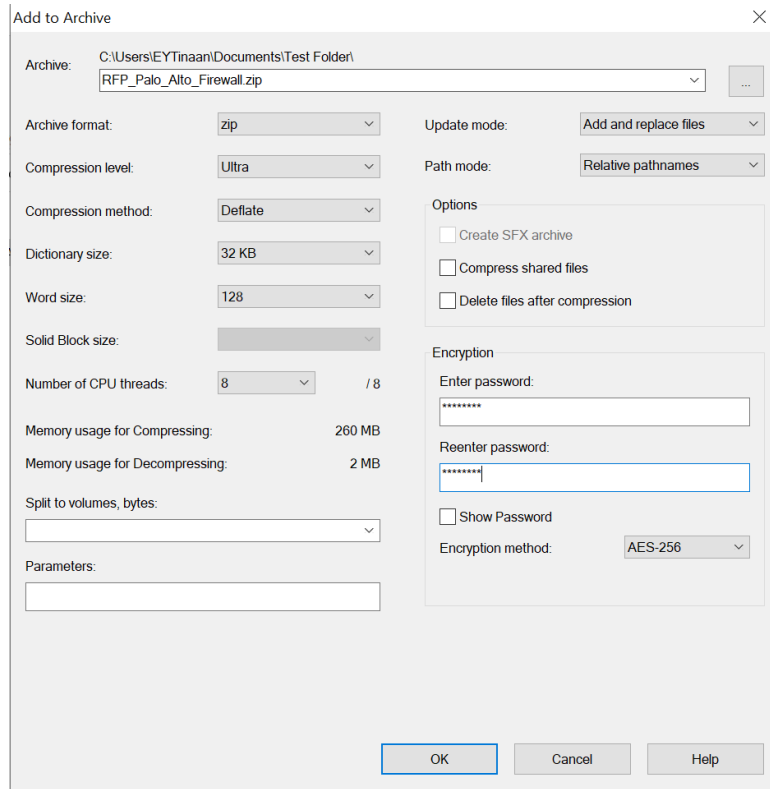 Add to Archive
Archive:
C:\Users\EYTinaan\Documents\Test Folder\
RFP_Palo_Alto_Firewall.zip
...
Archive format:
zip
Compression level:
Ultra
Compression method:
Deflate
Dictionary size:
32 KB
Word size:
128
Solid Block size:
Number of CPU threads:
8
/ 8
Memory usage for Compressing:
260 MB
Memory usage for Decompressing:
2 MB
Split to volumes, bytes:
Parameters:
Update mode:
Add and replace files
Path mode:
Relative pathnames
Options
Create SFX archive
Compress shared files
Delete files after compression
Encryption
Enter password:
********
Reenter password:
********
Show Password
Encryption method:
AES-256
OK
Cancel
Help